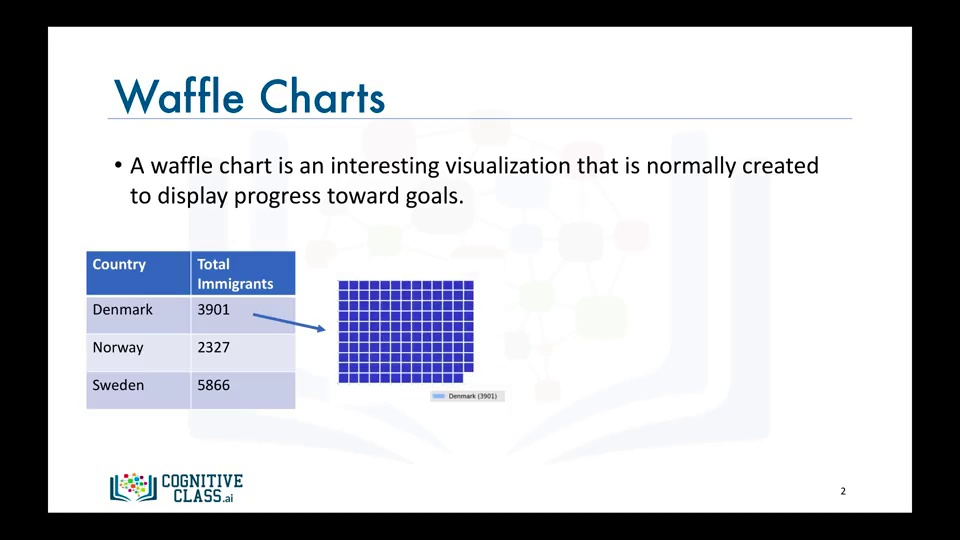 Waffle Charts
• A waffle chart is an interesting visualization that is normally created
to display progress toward goals.
Country Total
Immigrants
Denmark 3901
Norway 2327
Sweden 5866
Denmark (3901)
COGNITIVE
CLASS.ai
2